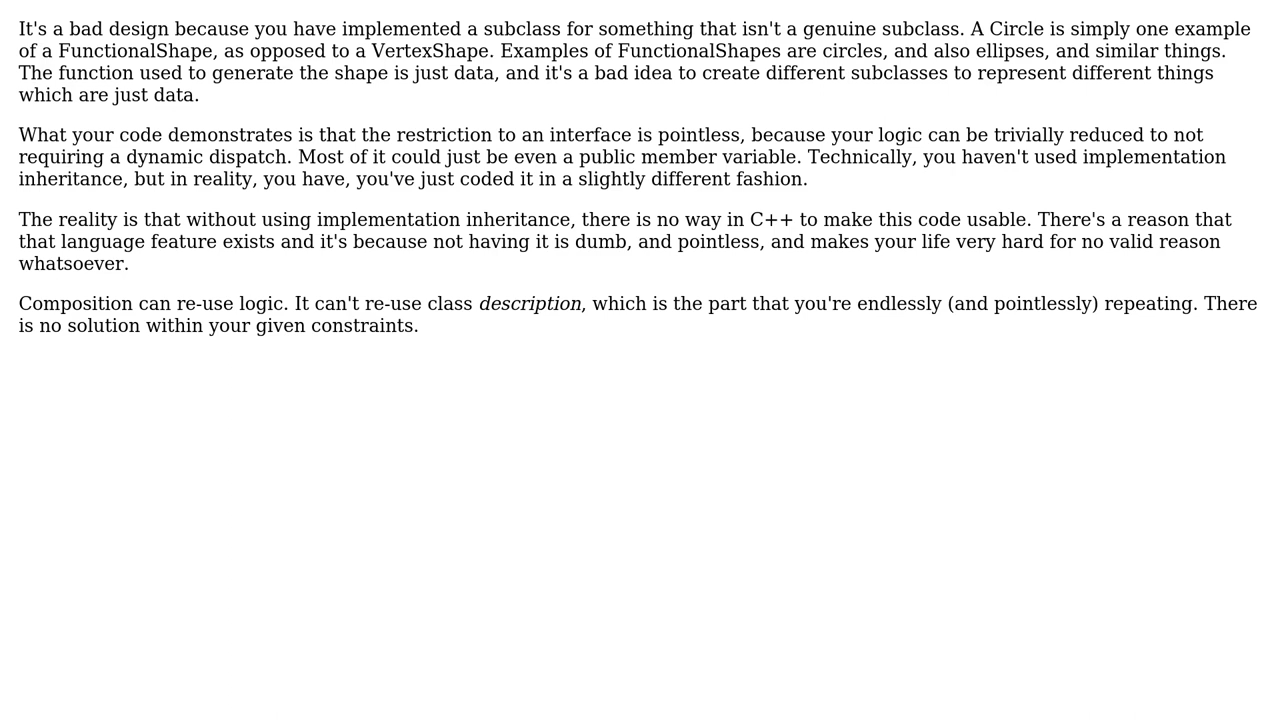 It's a bad design because you have implemented a subclass for something that isn't a genuine subclass. A Circle is simply one example
of a FunctionalShape, as opposed to a VertexShape. Examples of FunctionalShapes are circles, and also ellipses, and similar things.
The function used to generate the shape is just data, and it's a bad idea to create different subclasses to represent different things
which are just data.
What your code demonstrates is that the restriction to an interface is pointless, because your logic can be trivially reduced to not
requiring a dynamic dispatch. Most of it could just be even a public member variable. Technically, you haven't used implementation
inheritance, but in reality, you have, you've just coded it in a slightly different fashion.
The reality is that without using implementation inheritance, there is no way in C++ to make this code usable. There's a reason that
that language feature exists and it's because not having it is dumb, and pointless, and makes your life very hard for no valid reason
whatsoever.
Composition can re-use logic. It can't re-use class description, which is the part that you're endlessly (and pointlessly) repeating. There
is no solution within your given constraints.